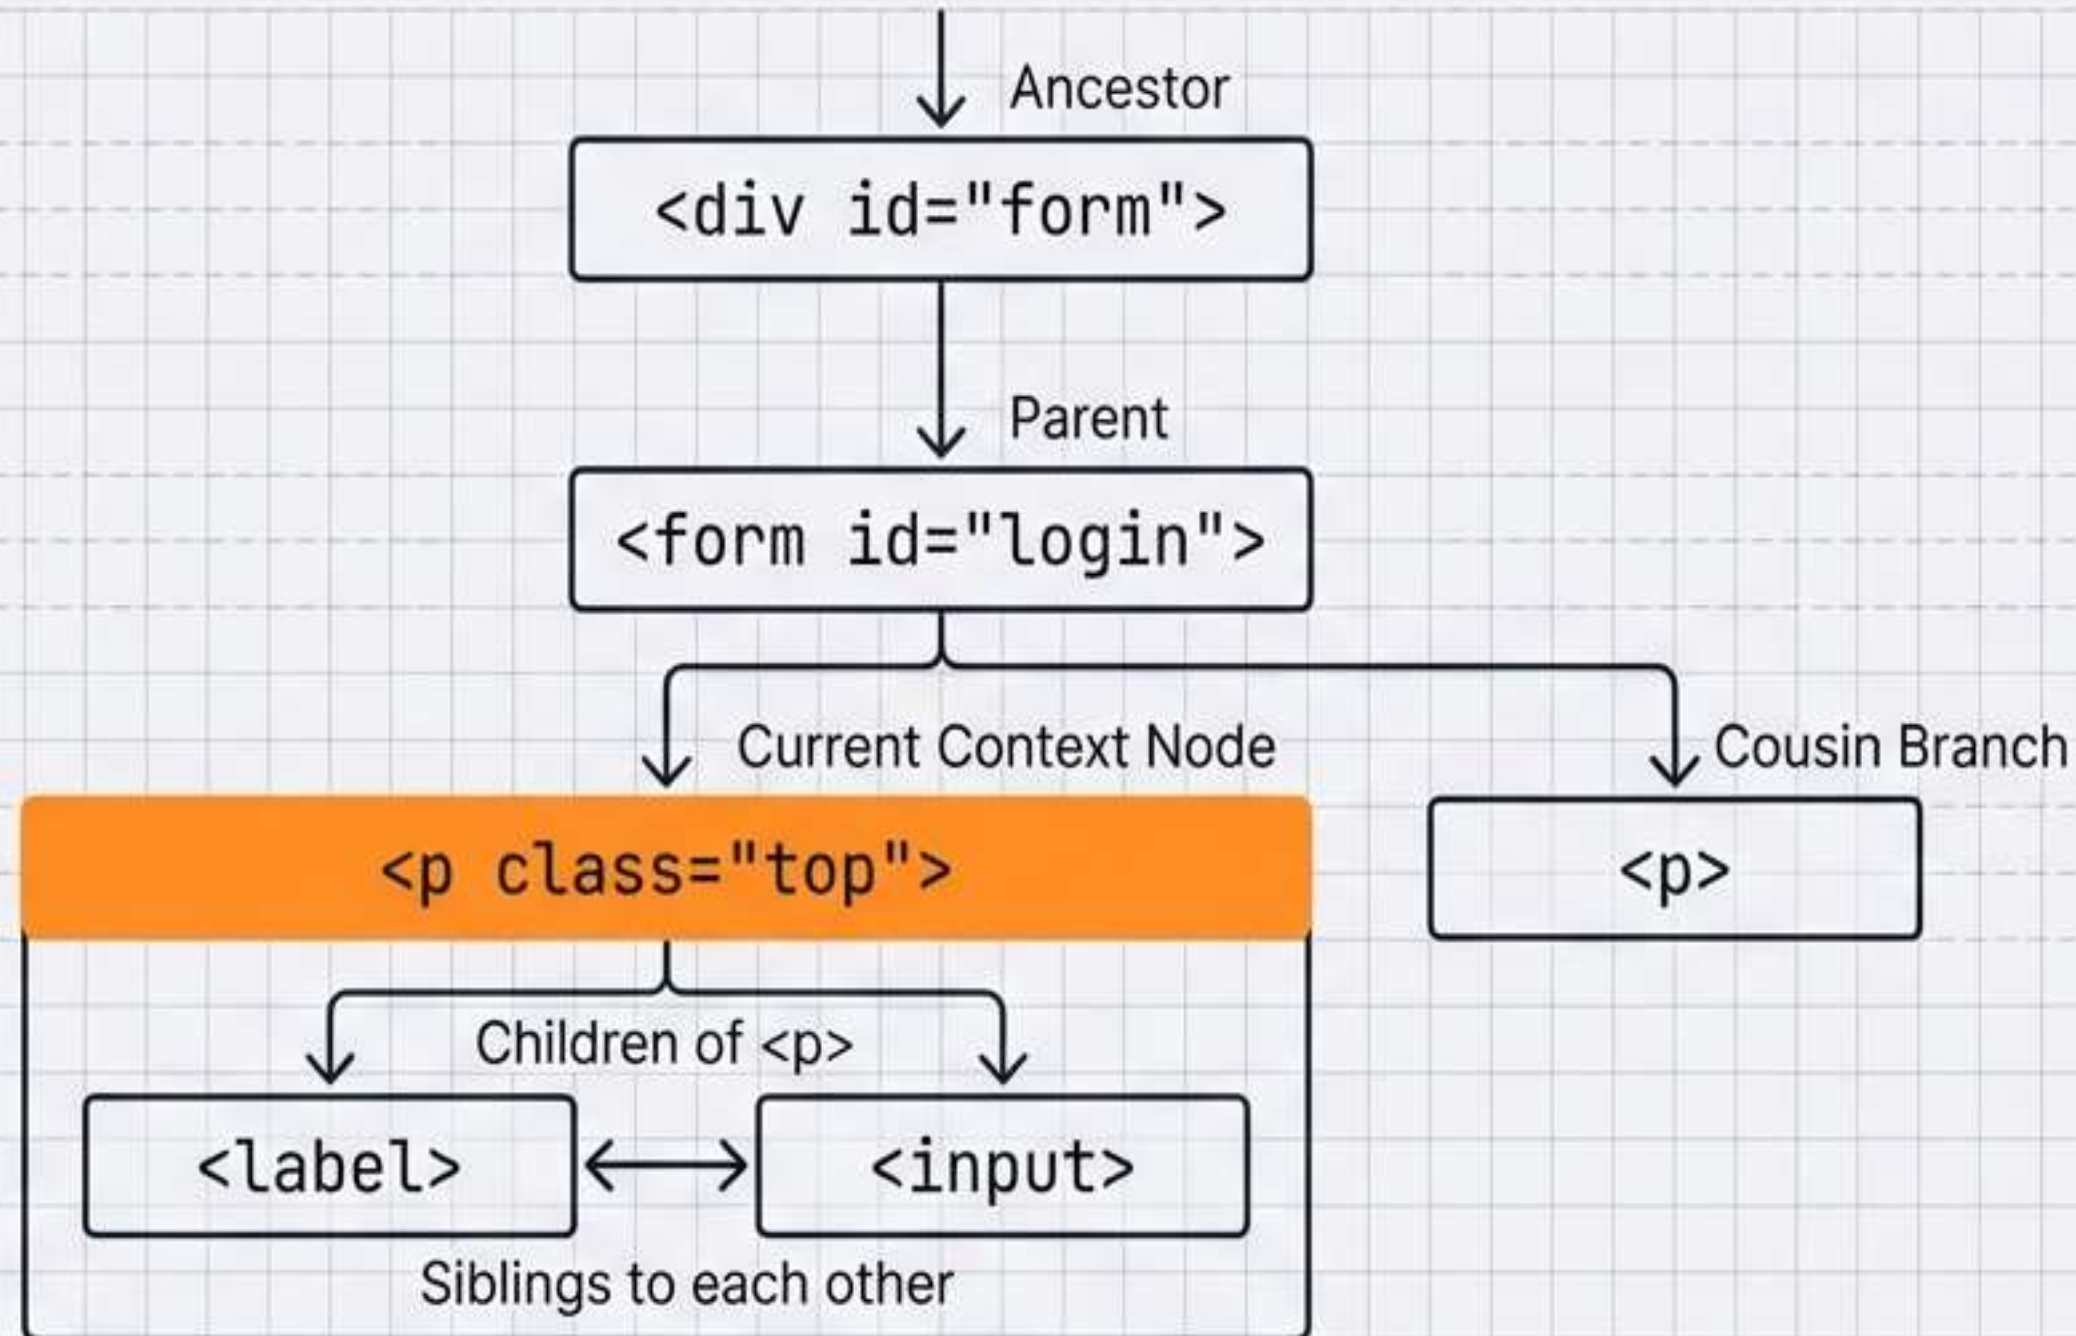 Ancestor
<div id="form">
Parent
<form id="login">
Current Context Node
Cousin Branch
<p class="top">
<p>
Children of <p>
<label>
<input>
Siblings to each other